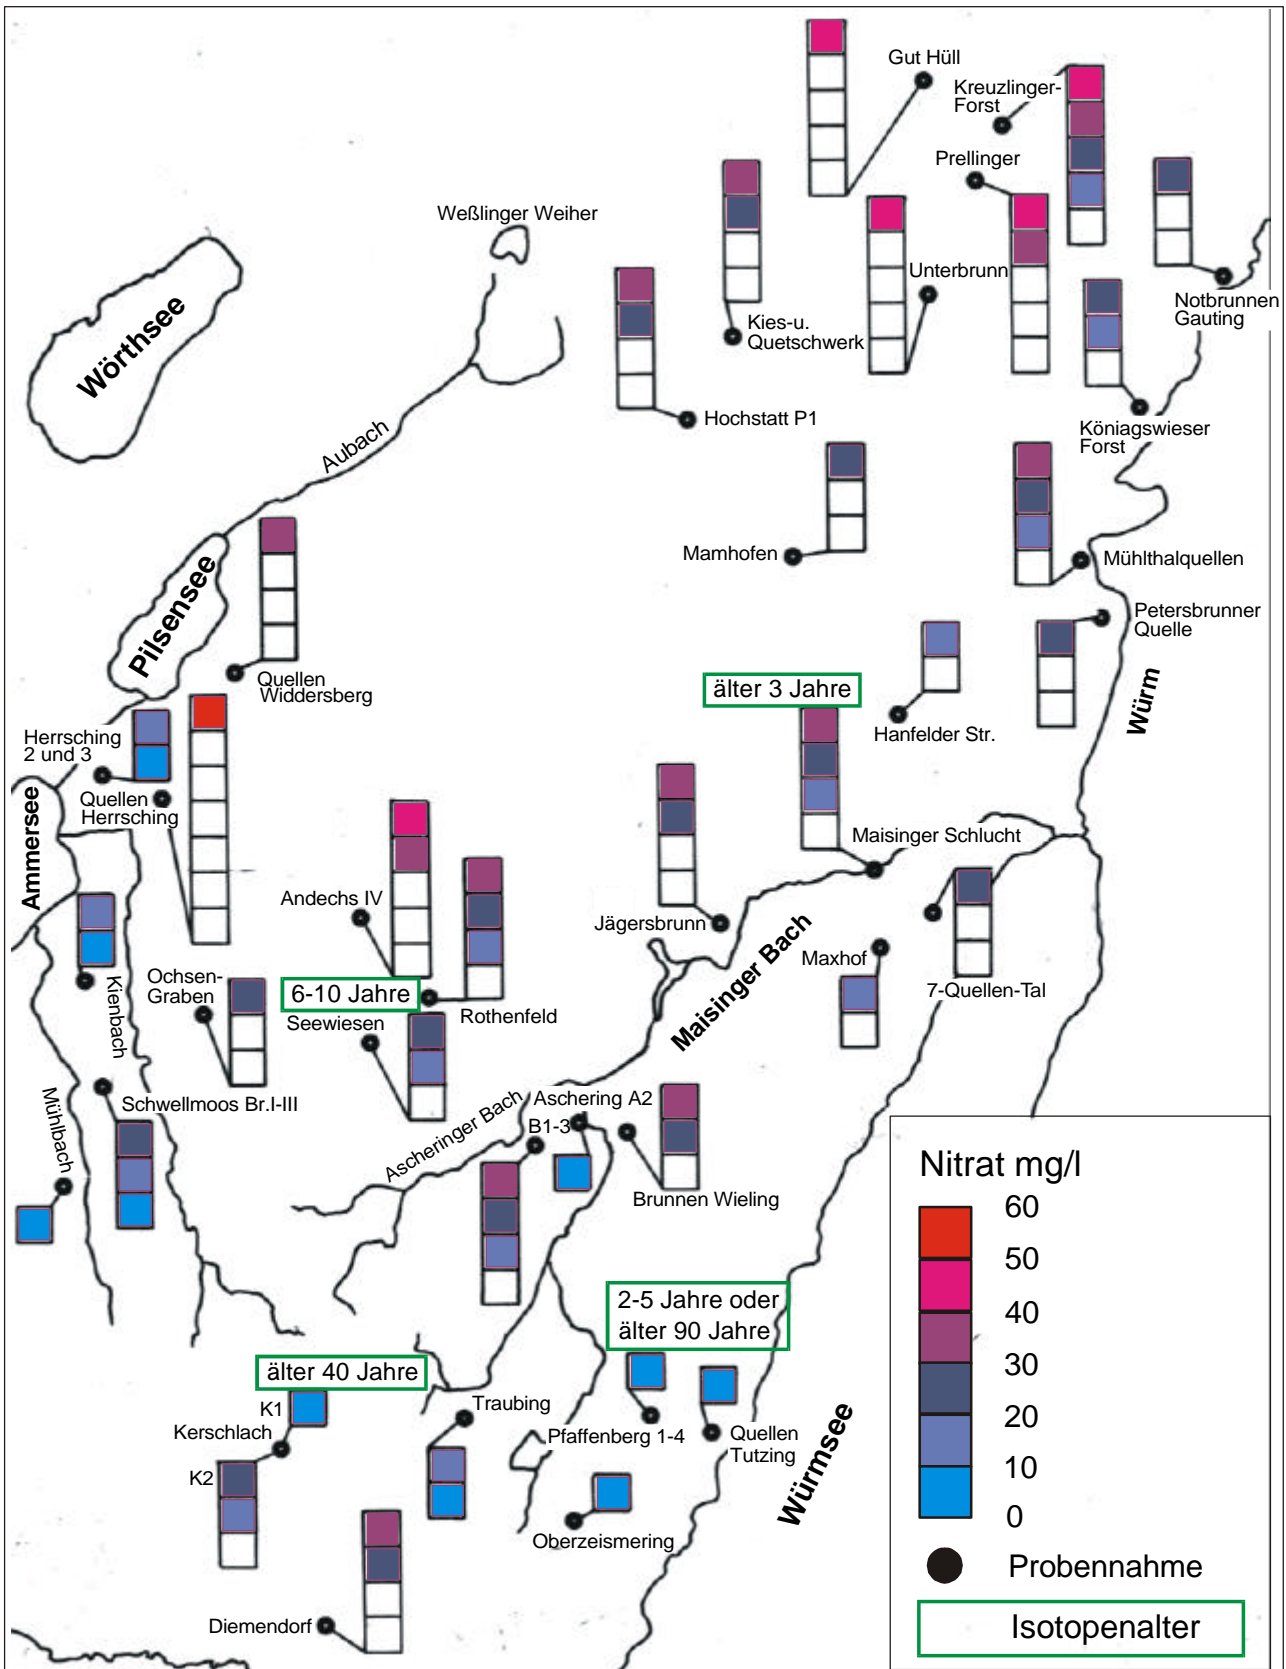 Gut Hüll
Kreuzlinger-
Forst
Prellinger
Weßlinger Weiher
Unterbrunn
Notbrunnen
Gauting
Wörthsee
Kies-u.
Quetschwerk
Hochstatt P1
Köniagswieser
Forst
Aubach
Mamhofen
Mühlthalquellen
Pilsensee
Petersbrunner
Quelle
Quellen
Widdersberg
älter 3 Jahre
Würm
Hanfelder Str.
Herrsching
2 und 3
Quellen
Herrsching
Ammersee
Maisinger Schlucht
Andechs IV
Jägersbrunn
Maisinger Bach
Maxhof
7-Quellen-Tal
Kienbach
Ochsen-
Graben
6-10 Jahre
Rothenfeld
Seewiesen
Mühlbach
Schwellmoos Br.I-III
Ascheringer Bach
Aschering A2
B1-3
Brunnen Wieling
2-5 Jahre oder
älter 90 Jahre
älter 40 Jahre
K1
Kerschlach
K2
Traubing
Pfaffenberg 1-4
Quellen
Tutzing
Würmsee
Oberzeismering
Diemendorf
Nitrat mg/l
60
50
40
30
20
10
0
Probennahme
Isotopenalter